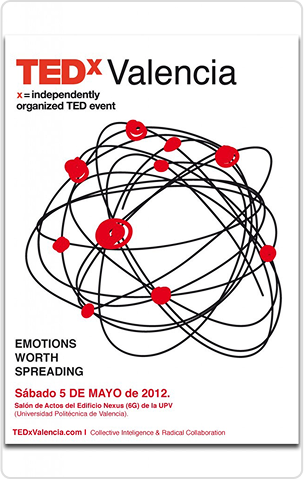 TEDx Valencia
x = independently
organized TED event
EMOTIONS
WORTH
SPREADING
Sábado 5 DE MAYO de 2012.
Salón de Actos del Edificio Nexus (6G) de la UPV
(Universidad Politécnica de Valencia).
TEDxValencia.com I Collective Intelligence & Radical Collaboration